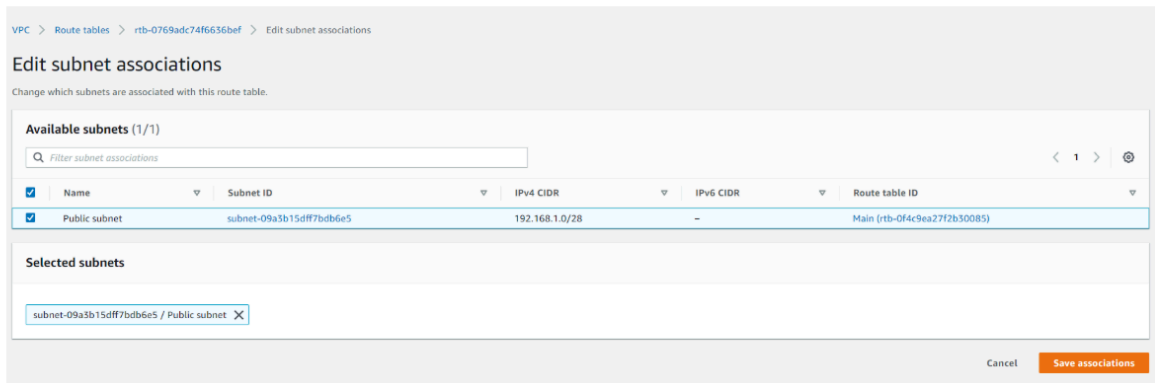 VPC > Route tables > rtb-0769adc74f6636bef > Edit subnet associations
Edit subnet associations
Change which subnets are associated with this route table.
Available subnets (1/1)
Filter subnet associations
< 1 >
Name Subnet ID IPv4 CIDR IPv6 CIDR Route table ID
Public subnet subnet-09a3b15dff7bdb6e5 192.168.1.0/28 – Main (rtb-0f4c9ea27f2b30085)
Selected subnets
subnet-09a3b15dff7bdb6e5 / Public subnet X
Cancel Save associations